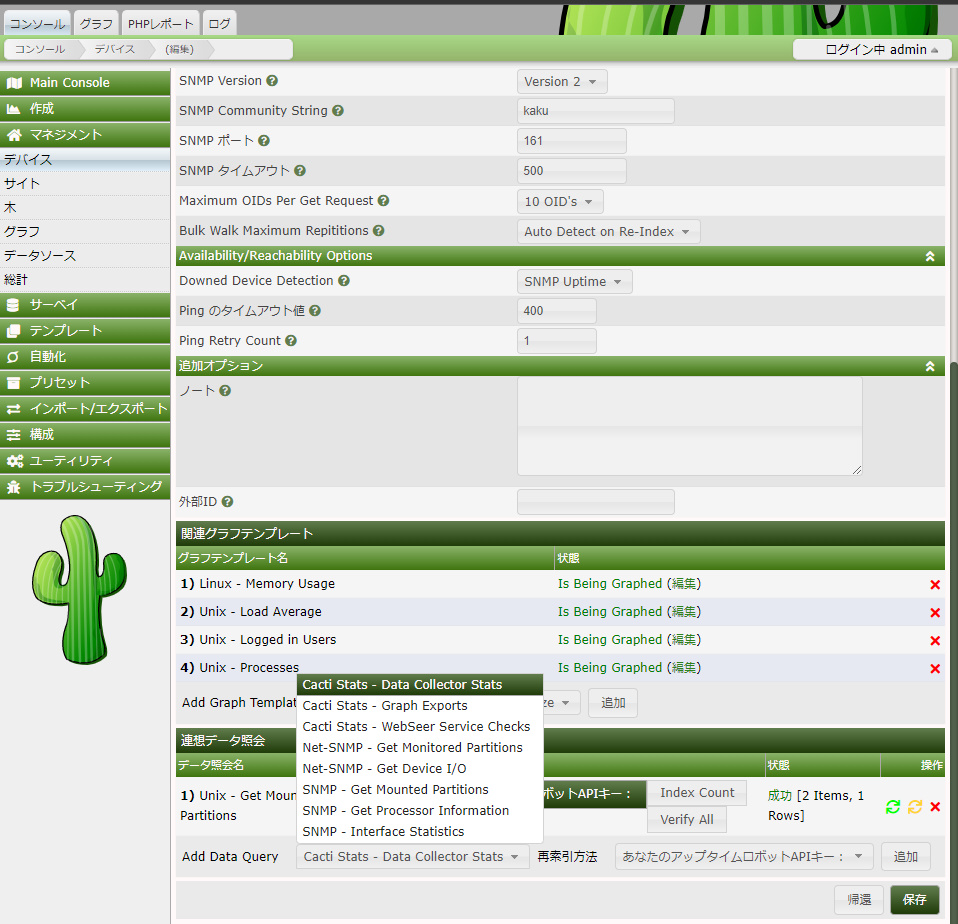 コンソール グラフ PHPレポート ログ
コンソール デバイス (編集) ログイン中 admin
Main Console
作成
マネジメント
デバイス
サイト
木
グラフ
データソース
総計
サーベイ
テンプレート
自動化
プリセット
インポート/エクスポート
構成
ユーティリティ
トラブルシューティング
SNMP Version Version 2
SNMP Community String kaku
SNMP ポート 161
SNMP タイムアウト 500
Maximum OIDs Per Get Request 10 OID's
Bulk Walk Maximum Repititions Auto Detect on Re-Index
Availability/Reachability Options
Downed Device Detection SNMP Uptime
Ping のタイムアウト値 400
Ping Retry Count 1
追加オプション
ノート
外部ID
関連グラフテンプレート
グラフテンプレート名 状態
1) Linux - Memory Usage Is Being Graphed (編集)
2) Unix - Load Average Is Being Graphed (編集)
3) Unix - Logged in Users Is Being Graphed (編集)
4) Unix - Processes Is Being Graphed (編集)
Add Graph Templat 追加
Cacti Stats - Data Collector Stats
Cacti Stats - Graph Exports
Cacti Stats - WebSeer Service Checks
Net-SNMP - Get Monitored Partitions
Net-SNMP - Get Device I/O
SNMP - Get Mounted Partitions
SNMP - Get Processor Information
SNMP - Interface Statistics
連想データ照会
データ照会名 状態 操作
1) Unix - Get Moun
Partitions
ボットAPIキー： Index Count
Verify All
成功 [2 Items, 1
Rows]
Add Data Query Cacti Stats - Data Collector Stats 再索引方法 あなたのアップタイムロボットAPIキー： 追加
帰還 保存